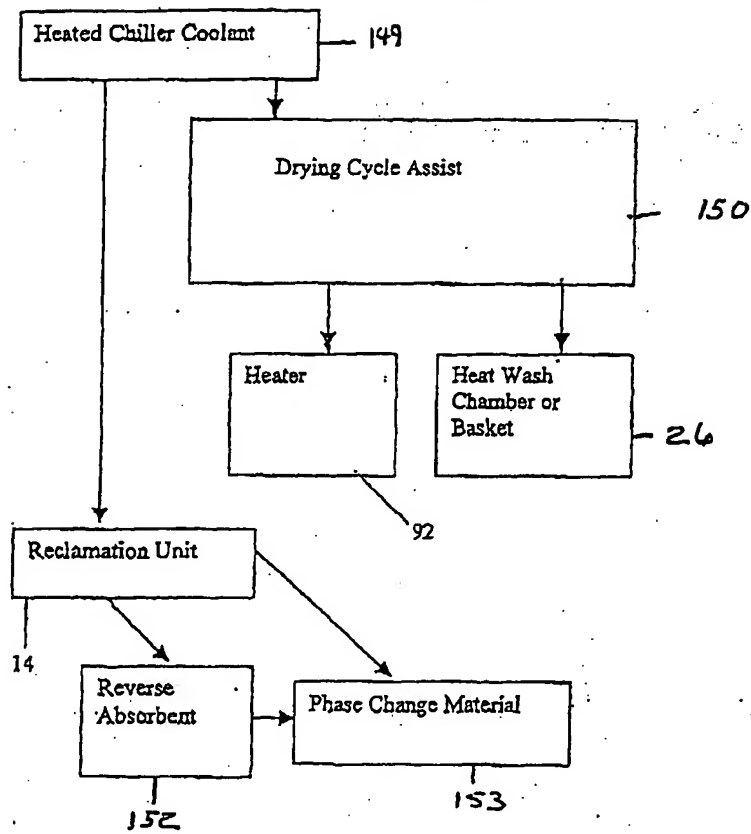 Heated Chiller Coolant
149
Drying Cycle Assist
150
Heater
Heat Wash
Chamber or
Basket
26
92
Reclamation Unit
14
Reverse
Absorbent
Phase Change Material
152
153